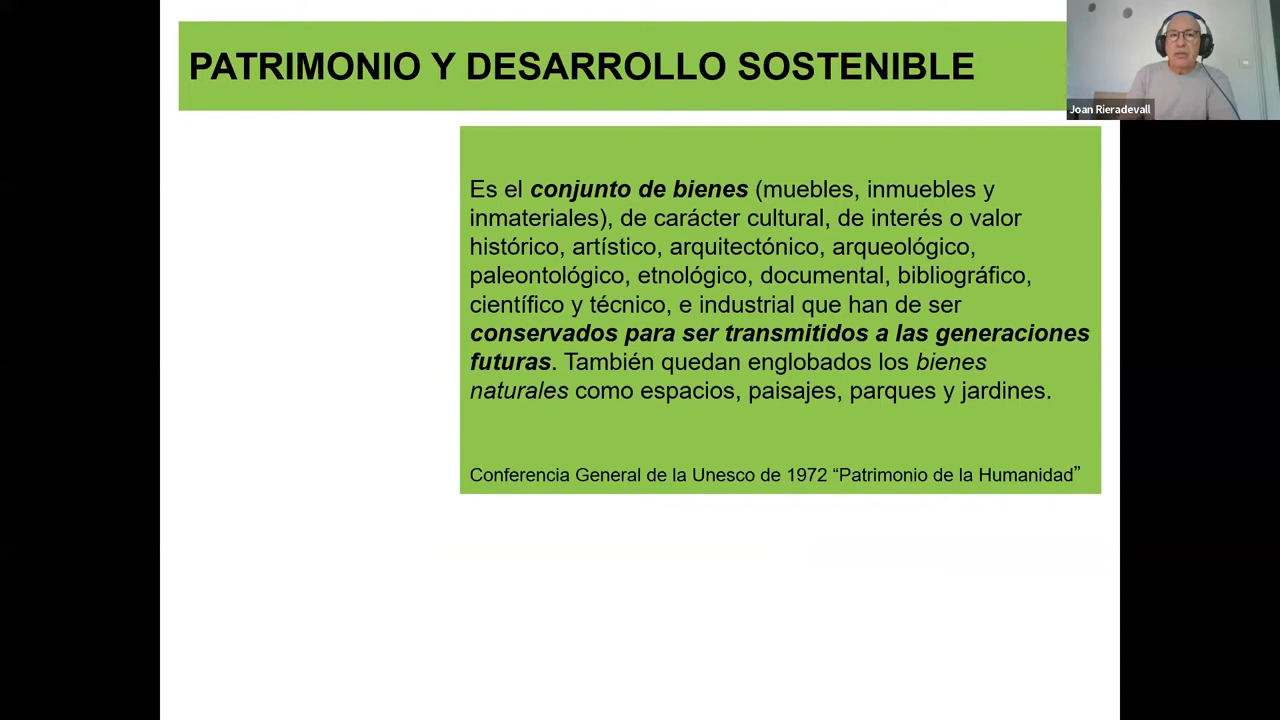 PATRIMONIO Y DESARROLLO SOSTENIBLE
Joan Rieradevall
Es el conjunto de bienes (muebles, inmuebles y
inmateriales), de carácter cultural, de interés o valor
histórico, artístico, arquitectónico, arqueológico,
paleontológico, etnológico, documental, bibliográfico,
científico y técnico, e industrial que han de ser
conservados para ser transmitidos a las generaciones
futuras. También quedan englobados los bienes
naturales como espacios, paisajes, parques y jardines.
Conferencia General de la Unesco de 1972 “Patrimonio de la Humanidad”